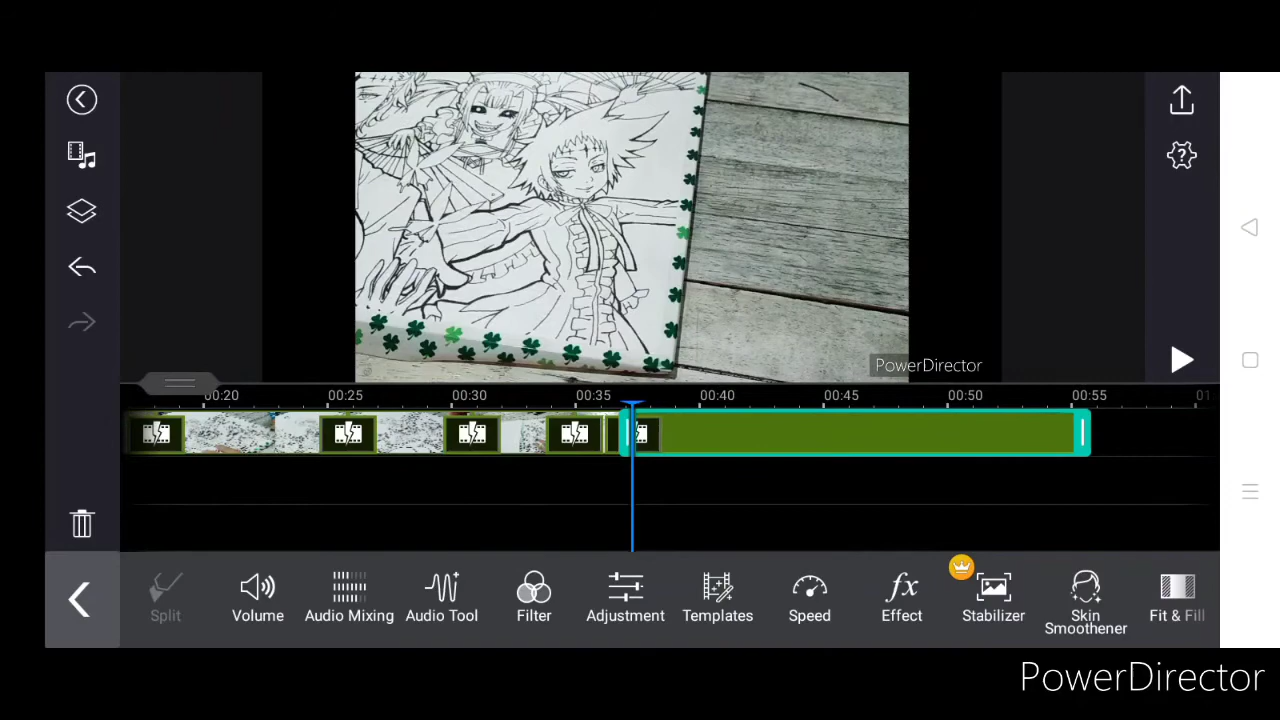 PowerDirector
00:20
00:25
00:30
00:35
00:40
00:45
00:50
00:55
Split
Volume
Audio Mixing
Audio Tool
Filter
Adjustment
Templates
Speed
Effect
Stabilizer
Skin
Smoothener
Fit & Fill
PowerDirector